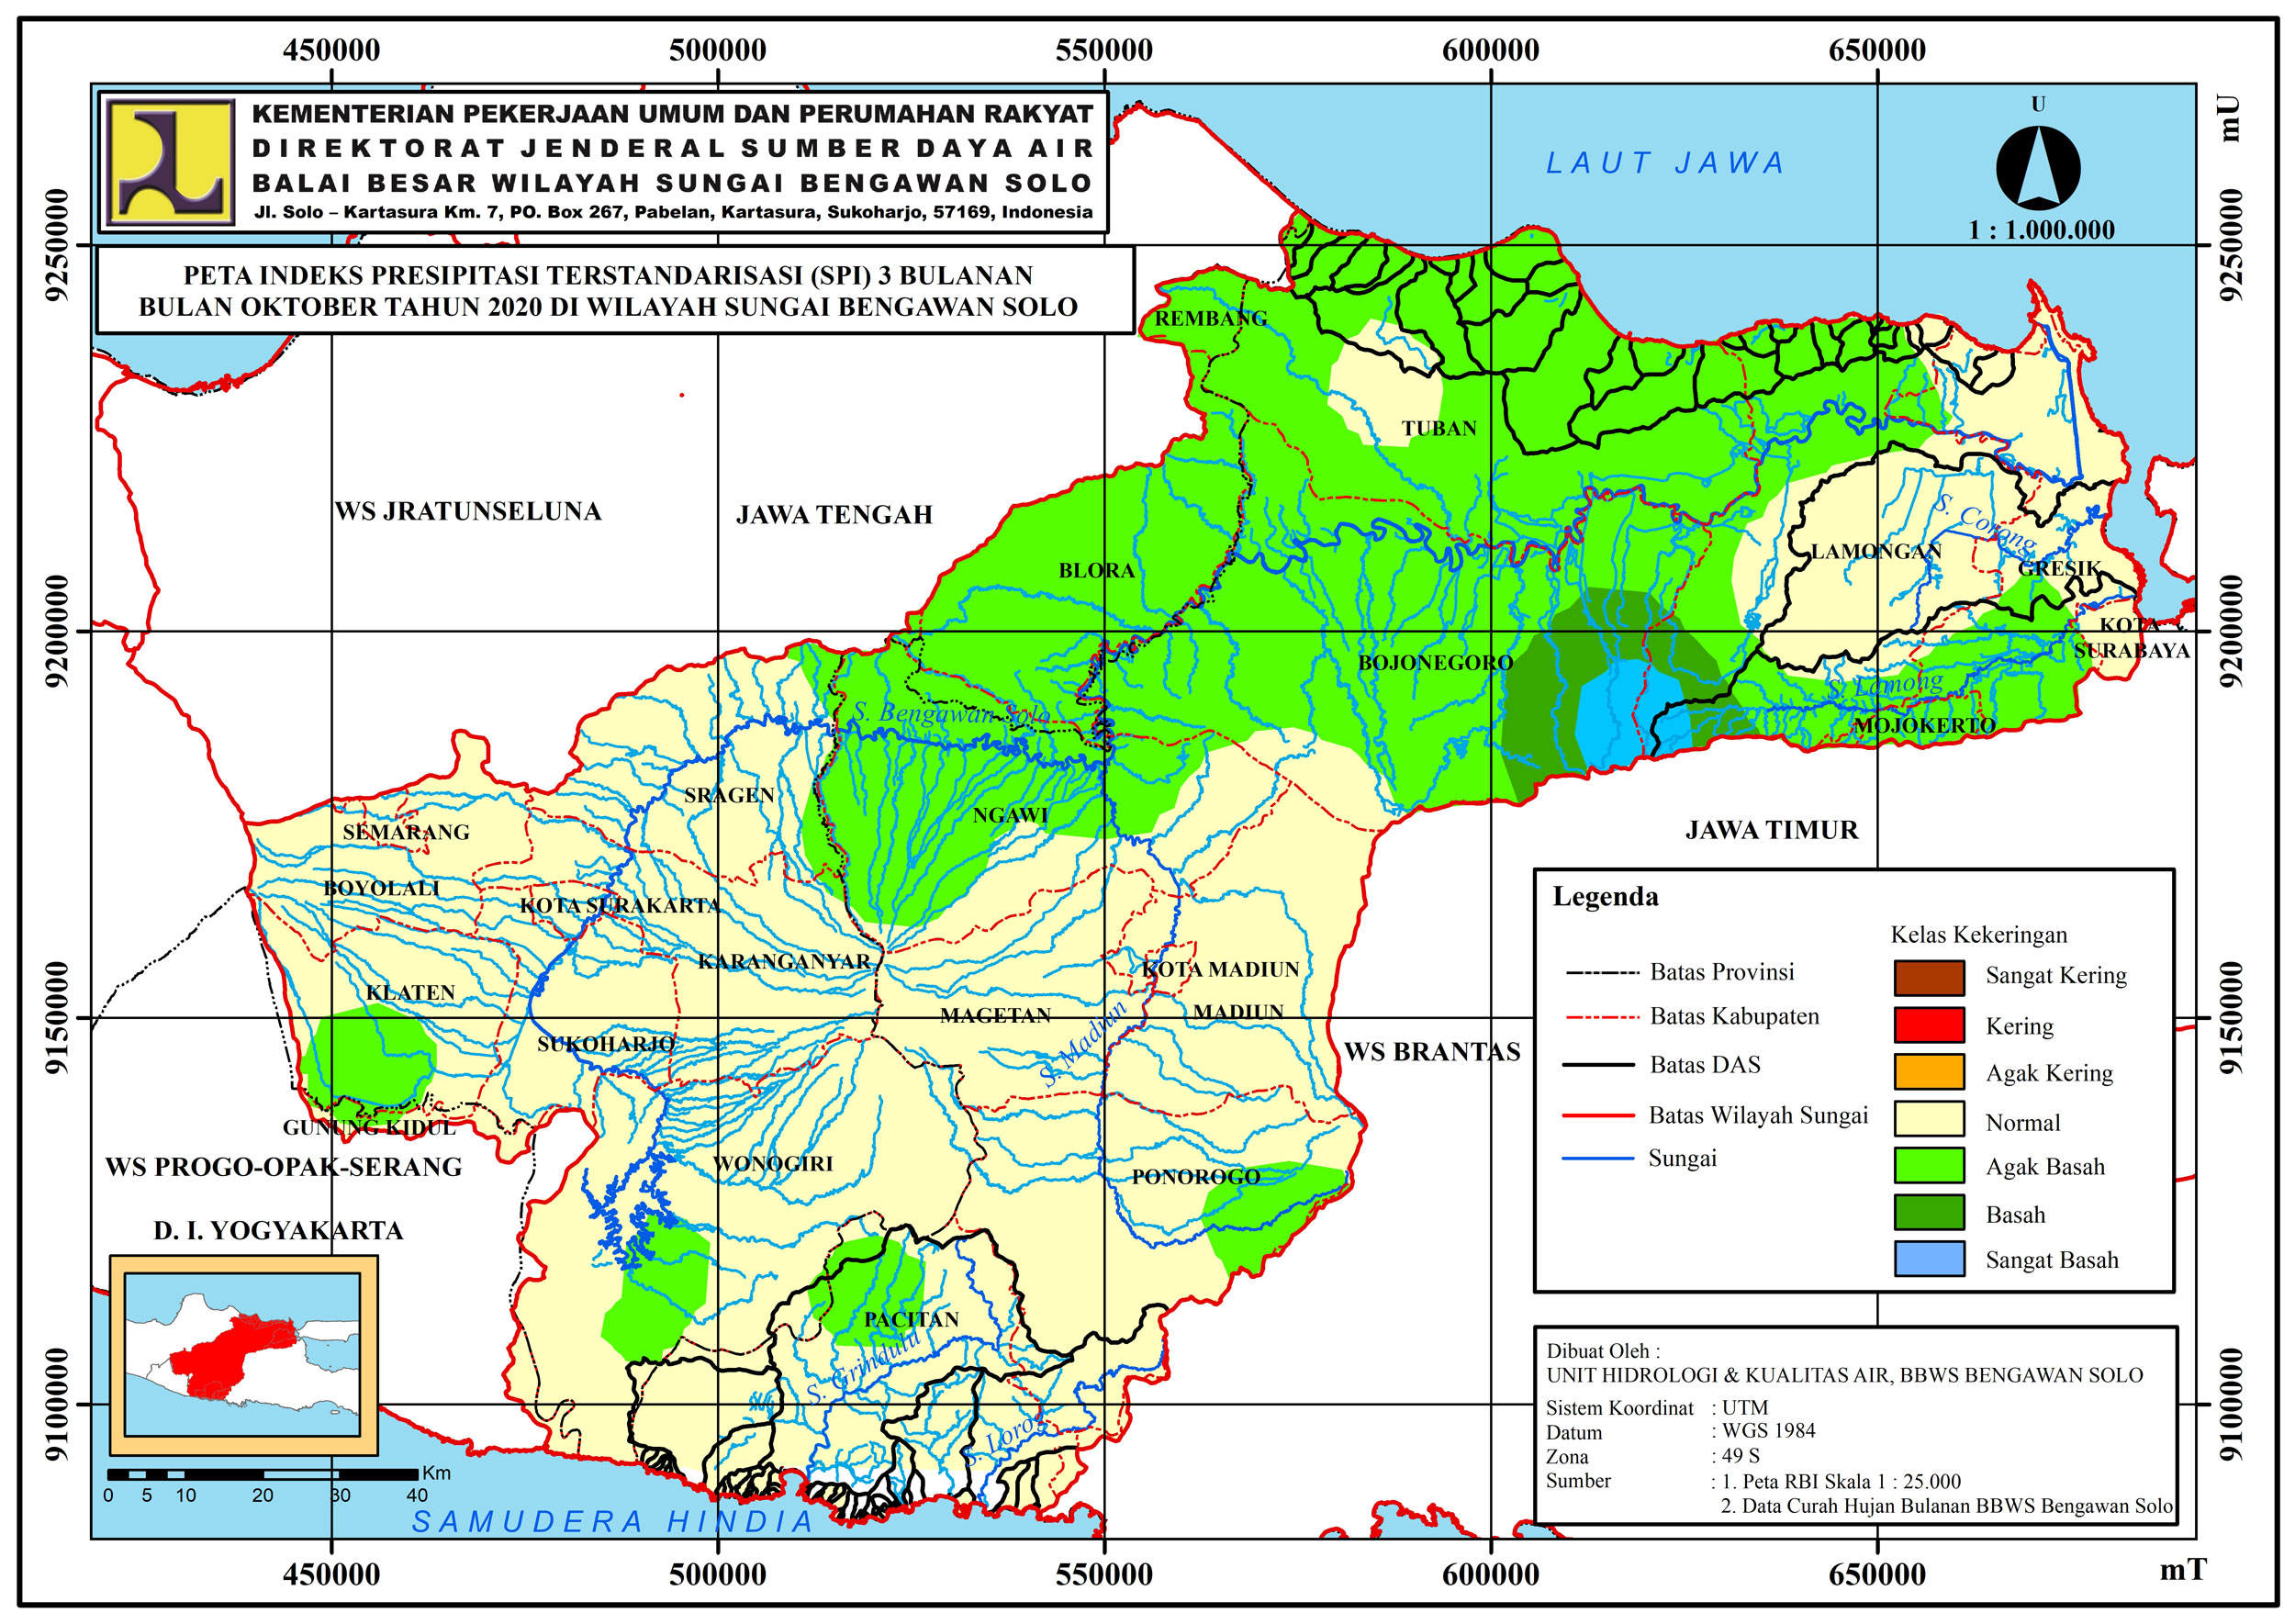 450000 500000 550000 600000 650000
KEMENTERIAN PEKERJAAN UMUM DAN PERUMAHAN RAKYAT
DIREKTORAT JENDERAL SUMBER DAYA AIR
BALAI BESAR WILAYAH SUNGAI BENGAWAN SOLO
Jl. Solo – Kartasura Km. 7, PO. Box 267, Pabelan, Kartasura, Sukoharjo, 57169, Indonesia
PETA INDEKS PRESIPITASI TERSTANDARISASI (SPI) 3 BULANAN
BULAN OKTOBER TAHUN 2020 DI WILAYAH SUNGAI BENGAWAN SOLO
U
1 : 1.000.000
mU
LAUT JAWA
9250000 9250000
REMBANG
TUBAN
WS JRATUNSELUNA
JAWA TENGAH
S. Corong
LAMONGAN
BLORA
GRESIK
9200000 9200000
KOTA
SURABAYA
BOJONEGORO
S. Lamong
S. Bengawan Solo
MOJOKERTO
SRAGEN
NGAWI
JAWA TIMUR
SEMARANG
BOYOLALI
KOTA SURAKARTA
KARANGANYAR
KOTA MADIUN
KLATEN
MAGETAN
MADIUN
S. Madiun
SUKOHARJO
WS BRANTAS
9150000 9150000
GUNUNG KIDUL
WS PROGO-OPAK-SERANG
WONOGIRI
PONOROGO
D. I. YOGYAKARTA
PACITAN
S. Grindulu
S. Lorog
9100000 9100000
Legenda
Batas Provinsi
Batas Kabupaten
Batas DAS
Batas Wilayah Sungai
Sungai
Kelas Kekeringan
Sangat Kering
Kering
Agak Kering
Normal
Agak Basah
Basah
Sangat Basah
Dibuat Oleh :
UNIT HIDROLOGI & KUALITAS AIR, BBWS BENGAWAN SOLO
Sistem Koordinat : UTM
Datum : WGS 1984
Zona : 49 S
Sumber : 1. Peta RBI Skala 1 : 25.000
2. Data Curah Hujan Bulanan BBWS Bengawan Solo
Km
0 5 10 20 30 40
SAMUDERA HINDIA
450000 500000 550000 600000 650000
mT